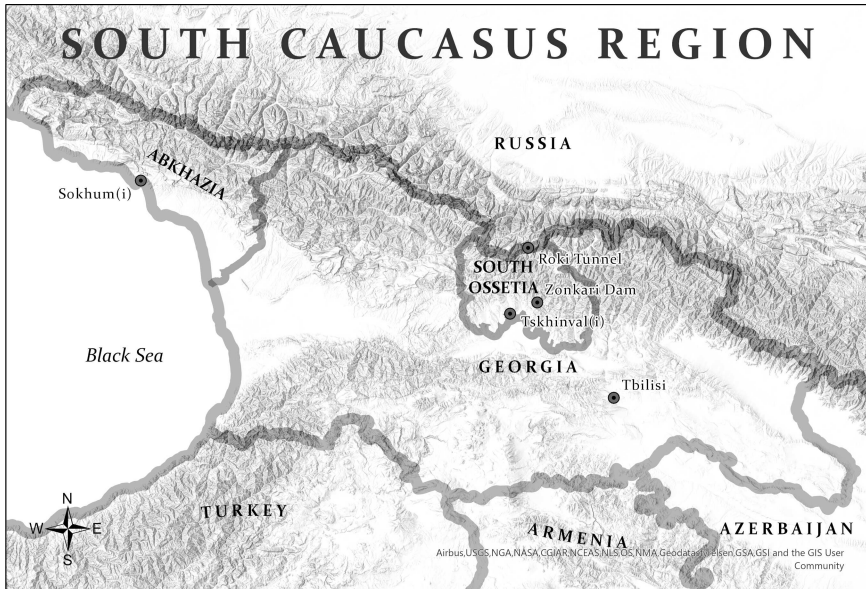 SOUTH CAUCASUS REGION
RUSSIA
ABKHAZIA
Sokhum(i)
Roki Tunnel
SOUTH
OSSETIA
Zonkari Dam
Tskhinval(i)
Black Sea
GEORGIA
Tbilisi
N
W E
S
TURKEY
ARMENIA
AZERBAIJAN
Airbus,USGS,NGA,NASA,CGIAR,NCEAS,NLS,OS,NMA,Geodatastyrelsen,GSA,GSI and the GIS User
Community